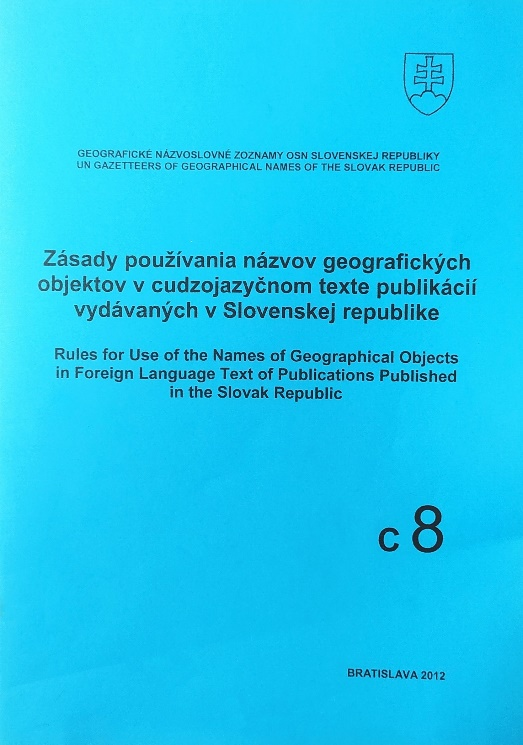 GEOGRAFICKÉ NÁZVOSLOVNÉ ZOZNAMY OSN SLOVENSKEJ REPUBLIKY
UN GAZETTEERS OF GEOGRAPHICAL NAMES OF THE SLOVAK REPUBLIC
Zásady používania názvov geografických
objektov v cudzojazyčnom texte publikácií
vydávaných v Slovenskej republike
Rules for Use of the Names of Geographical Objects
in Foreign Language Text of Publications Published
in the Slovak Republic
c 8
BRATISLAVA 2012